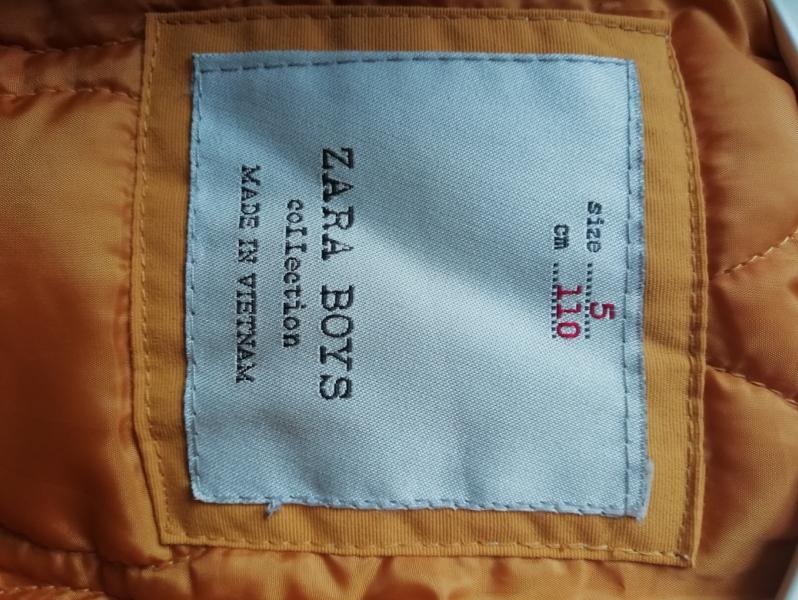 size 5
cm 110
ZARA BOYS
collection
MADE IN VIETNAM